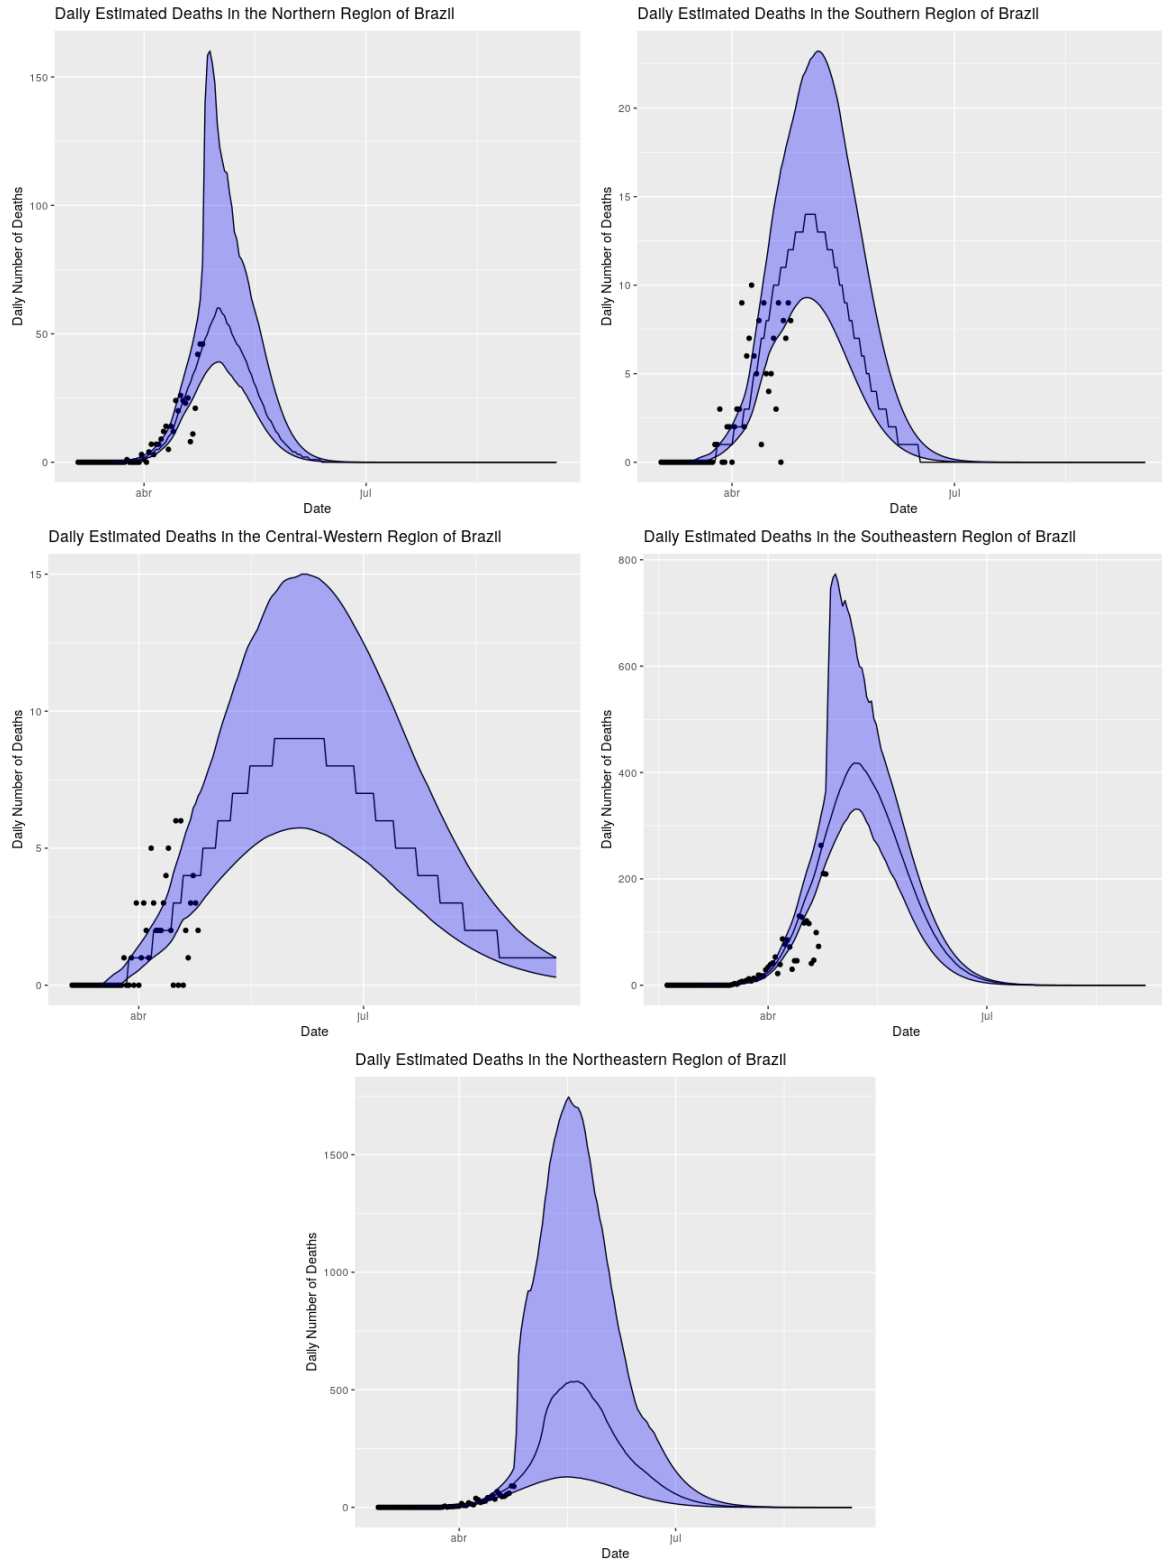 Daily Estimated Deaths in the Northern Region of Brazil
Daily Number of Deaths
150
100
50
0
abr
jul
Date
Daily Estimated Deaths in the Southern Region of Brazil
Daily Number of Deaths
20
15
10
5
0
abr
jul
Date
Daily Estimated Deaths in the Central-Western Region of Brazil
Daily Number of Deaths
15
10
5
0
abr
jul
Date
Daily Estimated Deaths in the Southeastern Region of Brazil
Daily Number of Deaths
800
600
400
200
0
abr
jul
Date
Daily Estimated Deaths in the Northeastern Region of Brazil
Daily Number of Deaths
1500
1000
500
0
abr
jul
Date